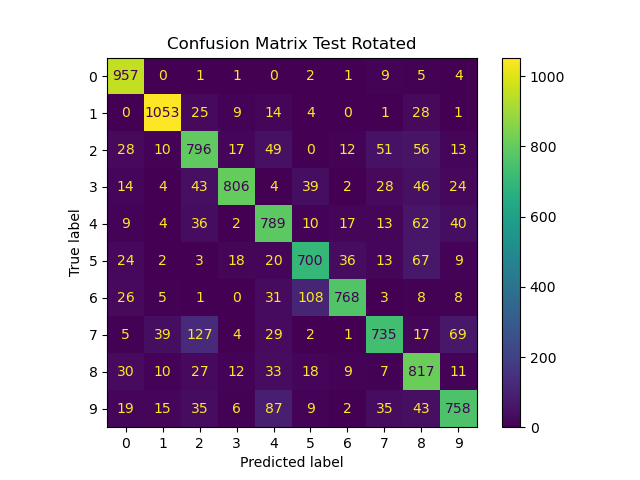 Confusion Matrix Test Rotated
True label
0 957 0 1 1 0 2 1 9 5 4
1 0 1053 25 9 14 4 0 1 28 1
2 28 10 796 17 49 0 12 51 56 13
3 14 4 43 806 4 39 2 28 46 24
4 9 4 36 2 789 10 17 13 62 40
5 24 2 3 18 20 700 36 13 67 9
6 26 5 1 0 31 108 768 3 8 8
7 5 39 127 4 29 2 1 735 17 69
8 30 10 27 12 33 18 9 7 817 11
9 19 15 35 6 87 9 2 35 43 758
0 1 2 3 4 5 6 7 8 9
Predicted label
1000
800
600
400
200
0